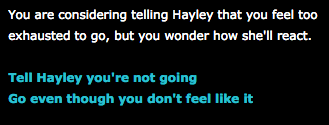 You are considering telling Hayley that you feel too
exhausted to go, but you wonder how she'll react.
Tell Hayley you're not going
Go even though you don't feel like it